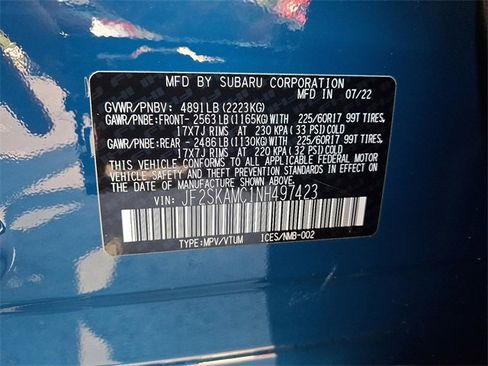 MFD BY SUBARU CORPORATION
MFD IN 07/22
GVWR/PNBV: 4891LB(2223KG)
GAWR/PNBE:FRONT- 2563LB(1165KG)WITH 225/60R17 99T TIRES,
17X7J RIMS AT 230 KPA(33 PSI)COLD
GAWR/PNBE:REAR - 2486LB(1130KG)WITH 225/60R17 99T TIRES,
17X7J RIMS AT 220 KPA(32 PSI)COLD
THIS VEHICLE CONFORMS TO ALL APPLICABLE FEDERAL MOTOR
VEHICLE SAFETY AND THEFT PREVENTION STANDARDS IN EFFECT
ON THE DATE OF MANUFACTURE SHOWN ABOVE.
VIN: JF2SKAMC1NH497423
TYPE:MPV/VTUM ICES/NMB-002